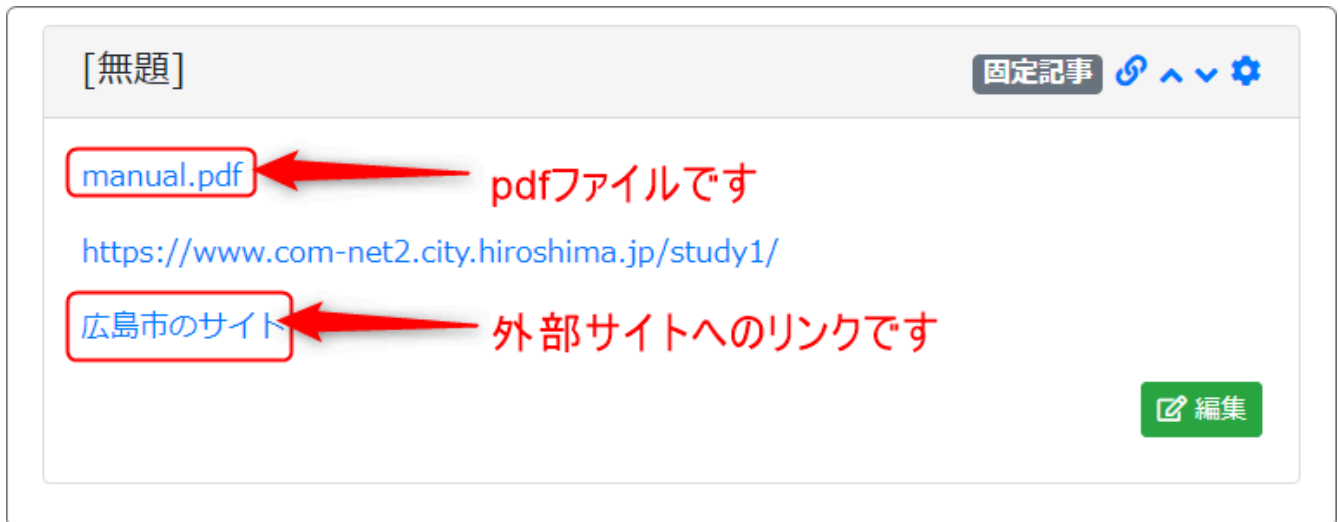 [無題] 固定記事
manual.pdf pdfファイルです
https://www.com-net2.city.hiroshima.jp/study1/
広島市のサイト 外部サイトへのリンクです
編集